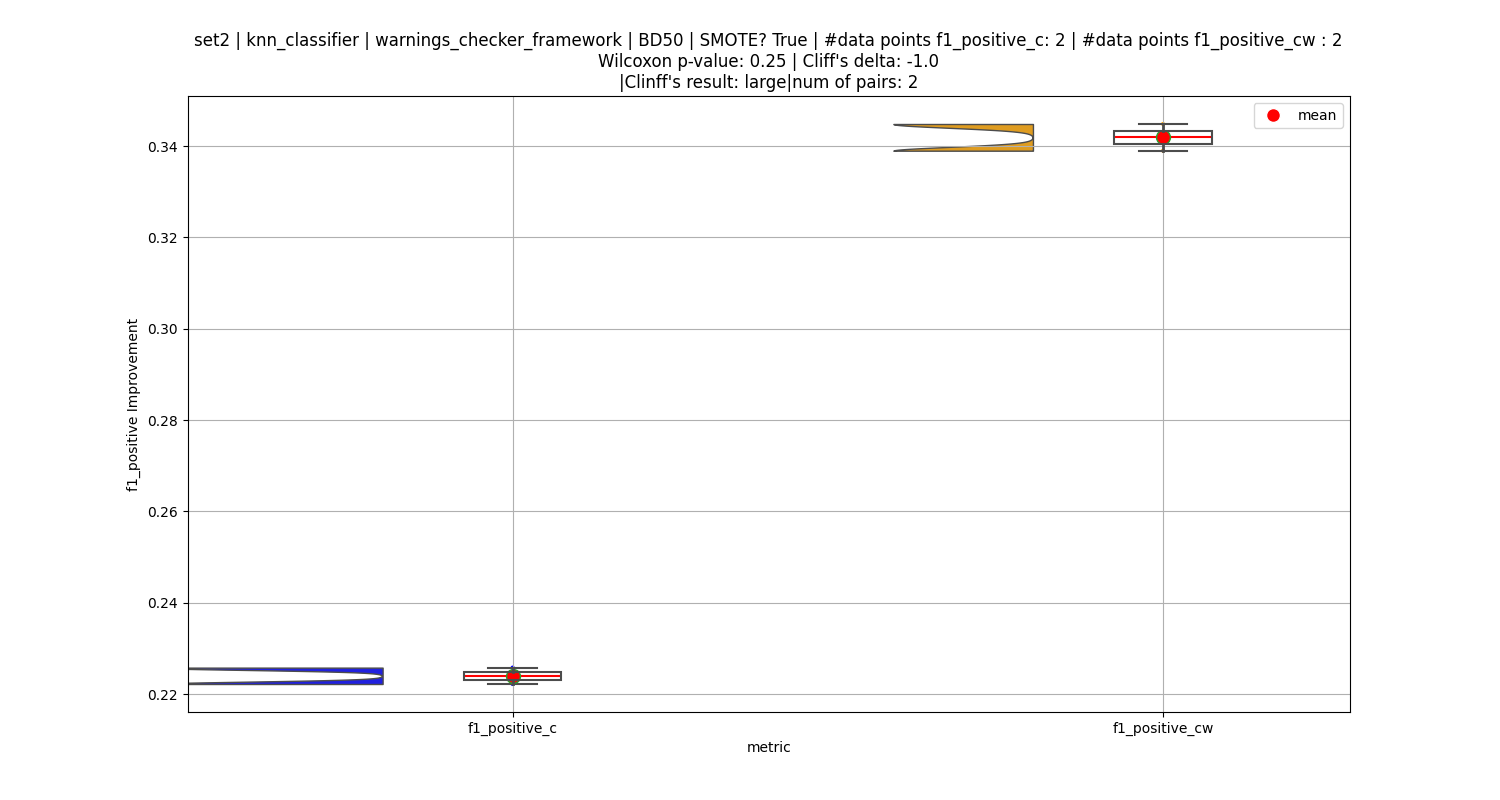 set2 | knn_classifier | warnings_checker_framework | BD50 | SMOTE? True | #data points f1_positive_c: 2 | #data points f1_positive_cw : 2
Wilcoxon p-value: 0.25 | Cliff's delta: -1.0
|Clinff's result: large|num of pairs: 2
mean
0.34
0.32
0.30
0.28
0.26
0.24
0.22
f1_positive Improvement
f1_positive_c
f1_positive_cw
metric